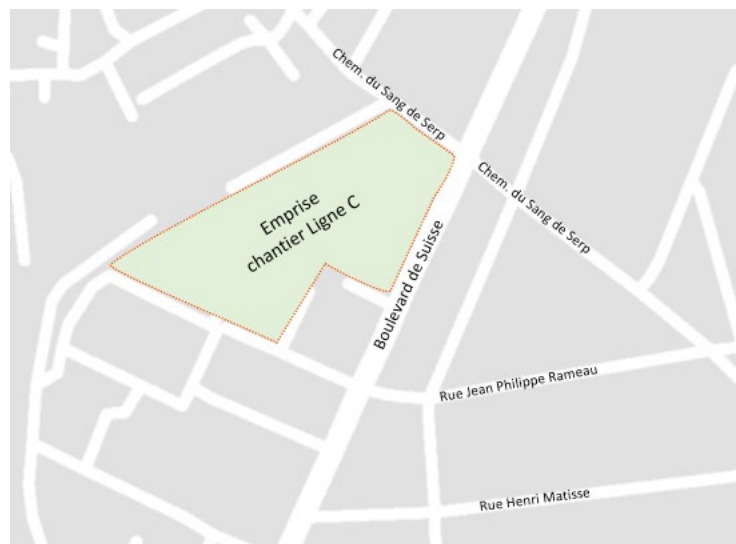 Chem. du Sang de Serp
Chem. du Sang de Serp
Emprise
chantier Ligne C
Boulevard de Suisse
Rue Jean Philippe Rameau
Rue Henri Matisse